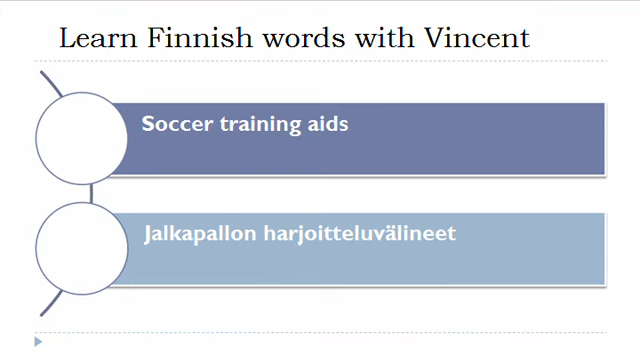 Learn Finnish words with Vincent
Soccer training aids
Jalkapallon harjoitteluvälineet